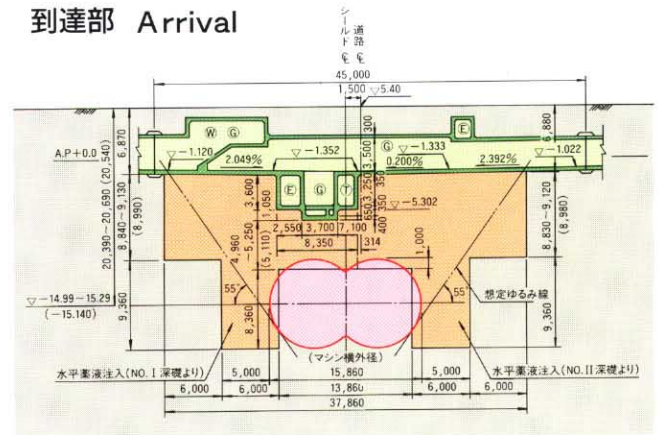 到達部 Arrival
シールド ℄
道路 ℄
45,000
1,500 ▽5.40
6,870
300
6,880
W G
E
G
A.P+0.0
▽−1.120
2.049%
▽−1.352
3,500
▽−1.333
0.200%
2.392%
▽−1.022
20,390〜20,690 (20,540)
8,840〜9,130
(8,990)
3,600
1,050
E G T
3,250
350
650
350
400
▽−5.302
8,830〜9,120
(8,980)
2,550 3,700 7,100
8,350 314
4,960
〜5,250
(5,110)
1,000
想定ゆるみ線
▽−14.99-15.29
(−15.140)
9,360
55°
8,360
55°
9,360
(マシン横外径)
水平薬液注入(NO.I深礎より)
水平薬液注入(NO.II深礎より)
5,000 15,860 5,000
6,000 6,000 13,860 6,000 6,000
37,860